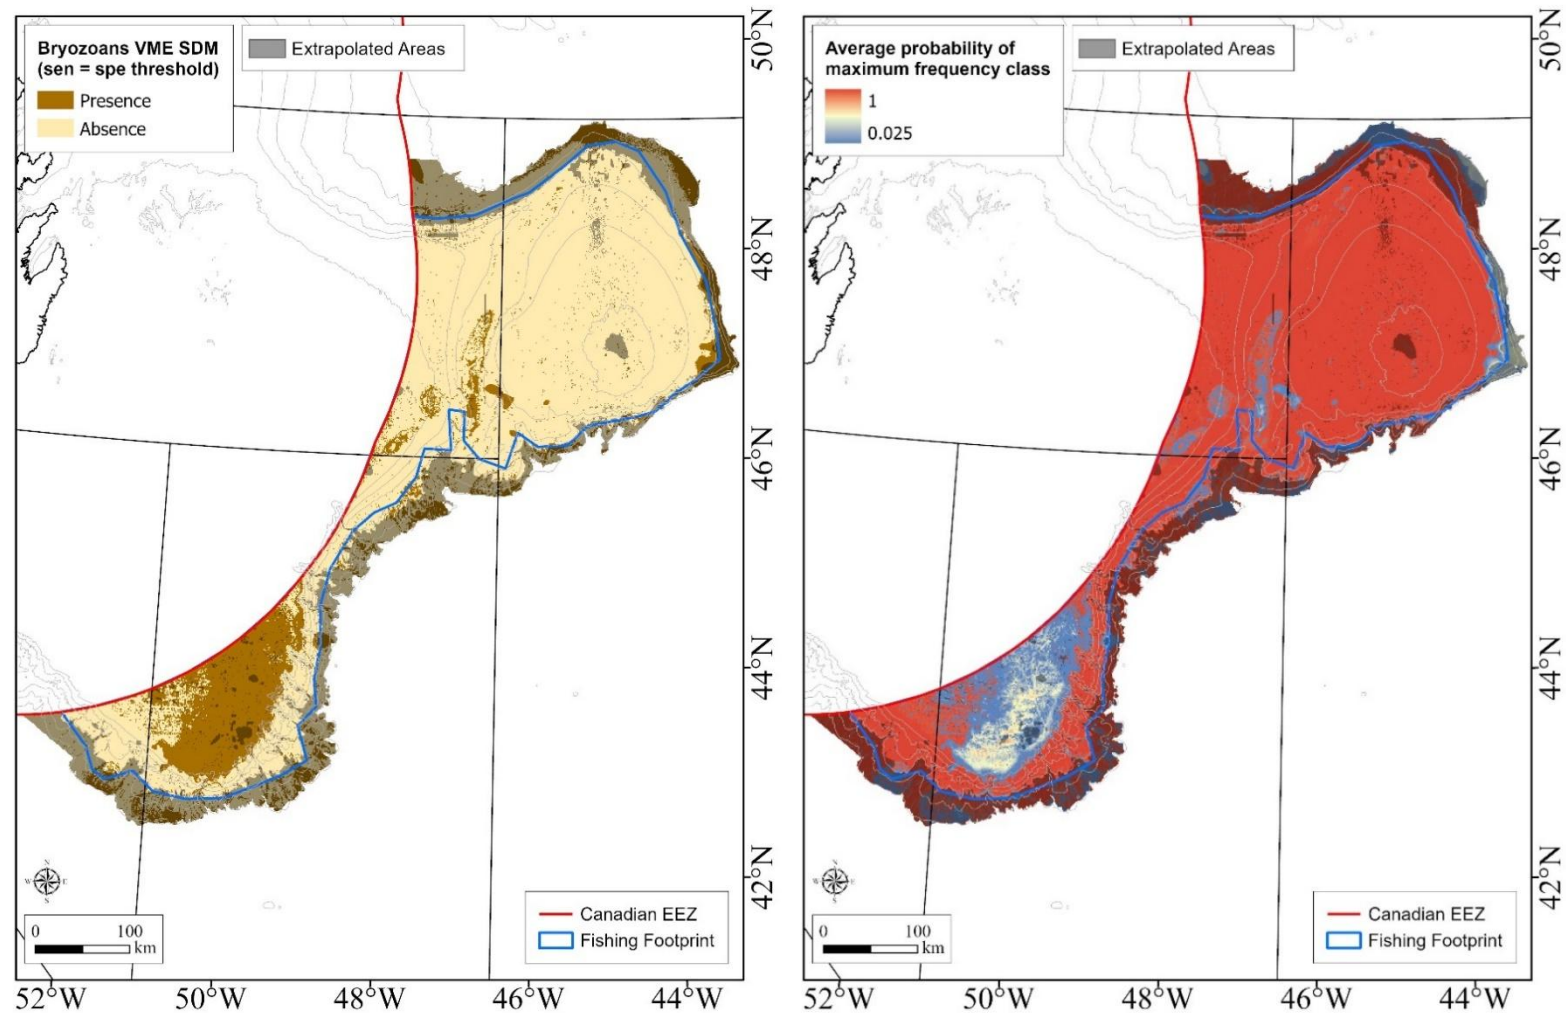 Bryozoans VME SDM
(sen = spe threshold)
Presence
Absence
Extrapolated Areas
N
W E
S
0 100
km
Canadian EEZ
Fishing Footprint
52°W 50°W 48°W 46°W 44°W
50°N
48°N
46°N
44°N
42°N
Average probability of
maximum frequency class
1
0.025
Extrapolated Areas
N
W E
S
0 100
km
Canadian EEZ
Fishing Footprint
52°W 50°W 48°W 46°W 44°W
50°N
48°N
46°N
44°N
42°N